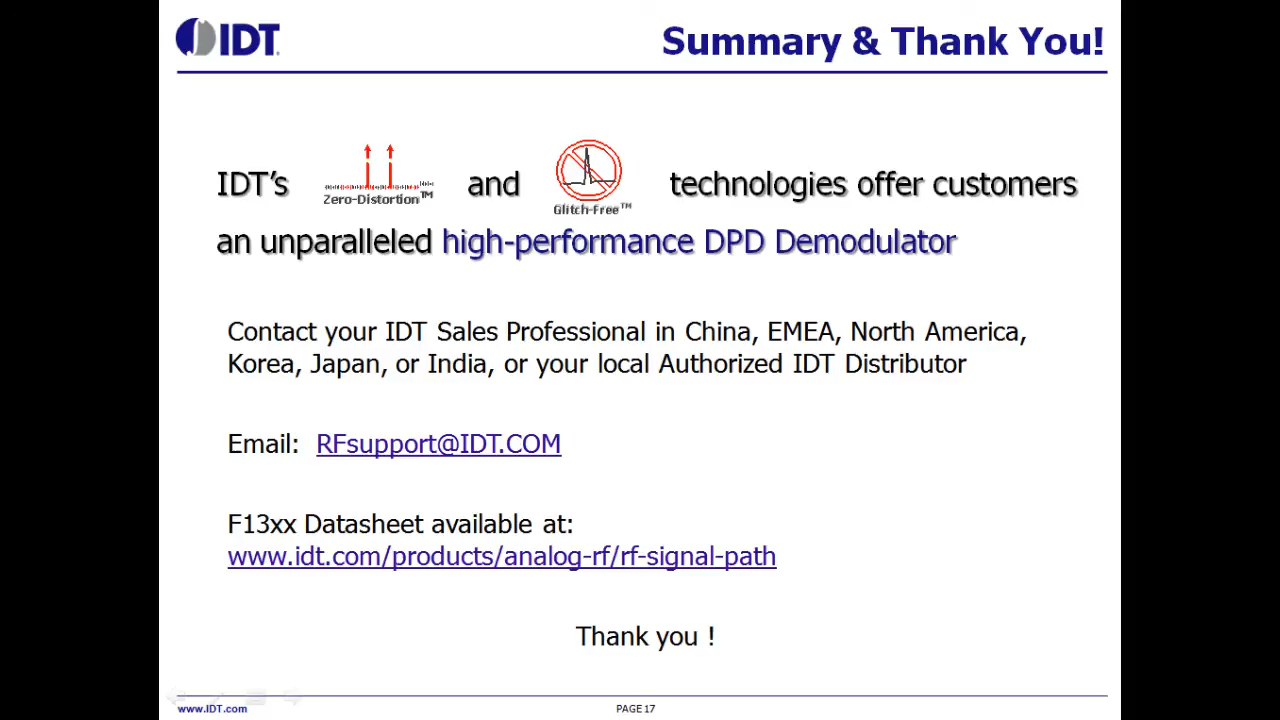 IDT
Summary & Thank You!
IDT's Zero-Distortion™ and Glitch-Free™ technologies offer customers
an unparalleled high-performance DPD Demodulator
Contact your IDT Sales Professional in China, EMEA, North America,
Korea, Japan, or India, or your local Authorized IDT Distributor
Email: RFsupport@IDT.COM
F13xx Datasheet available at:
www.idt.com/products/analog-rf/rf-signal-path
Thank you !
www.IDT.com
PAGE 17